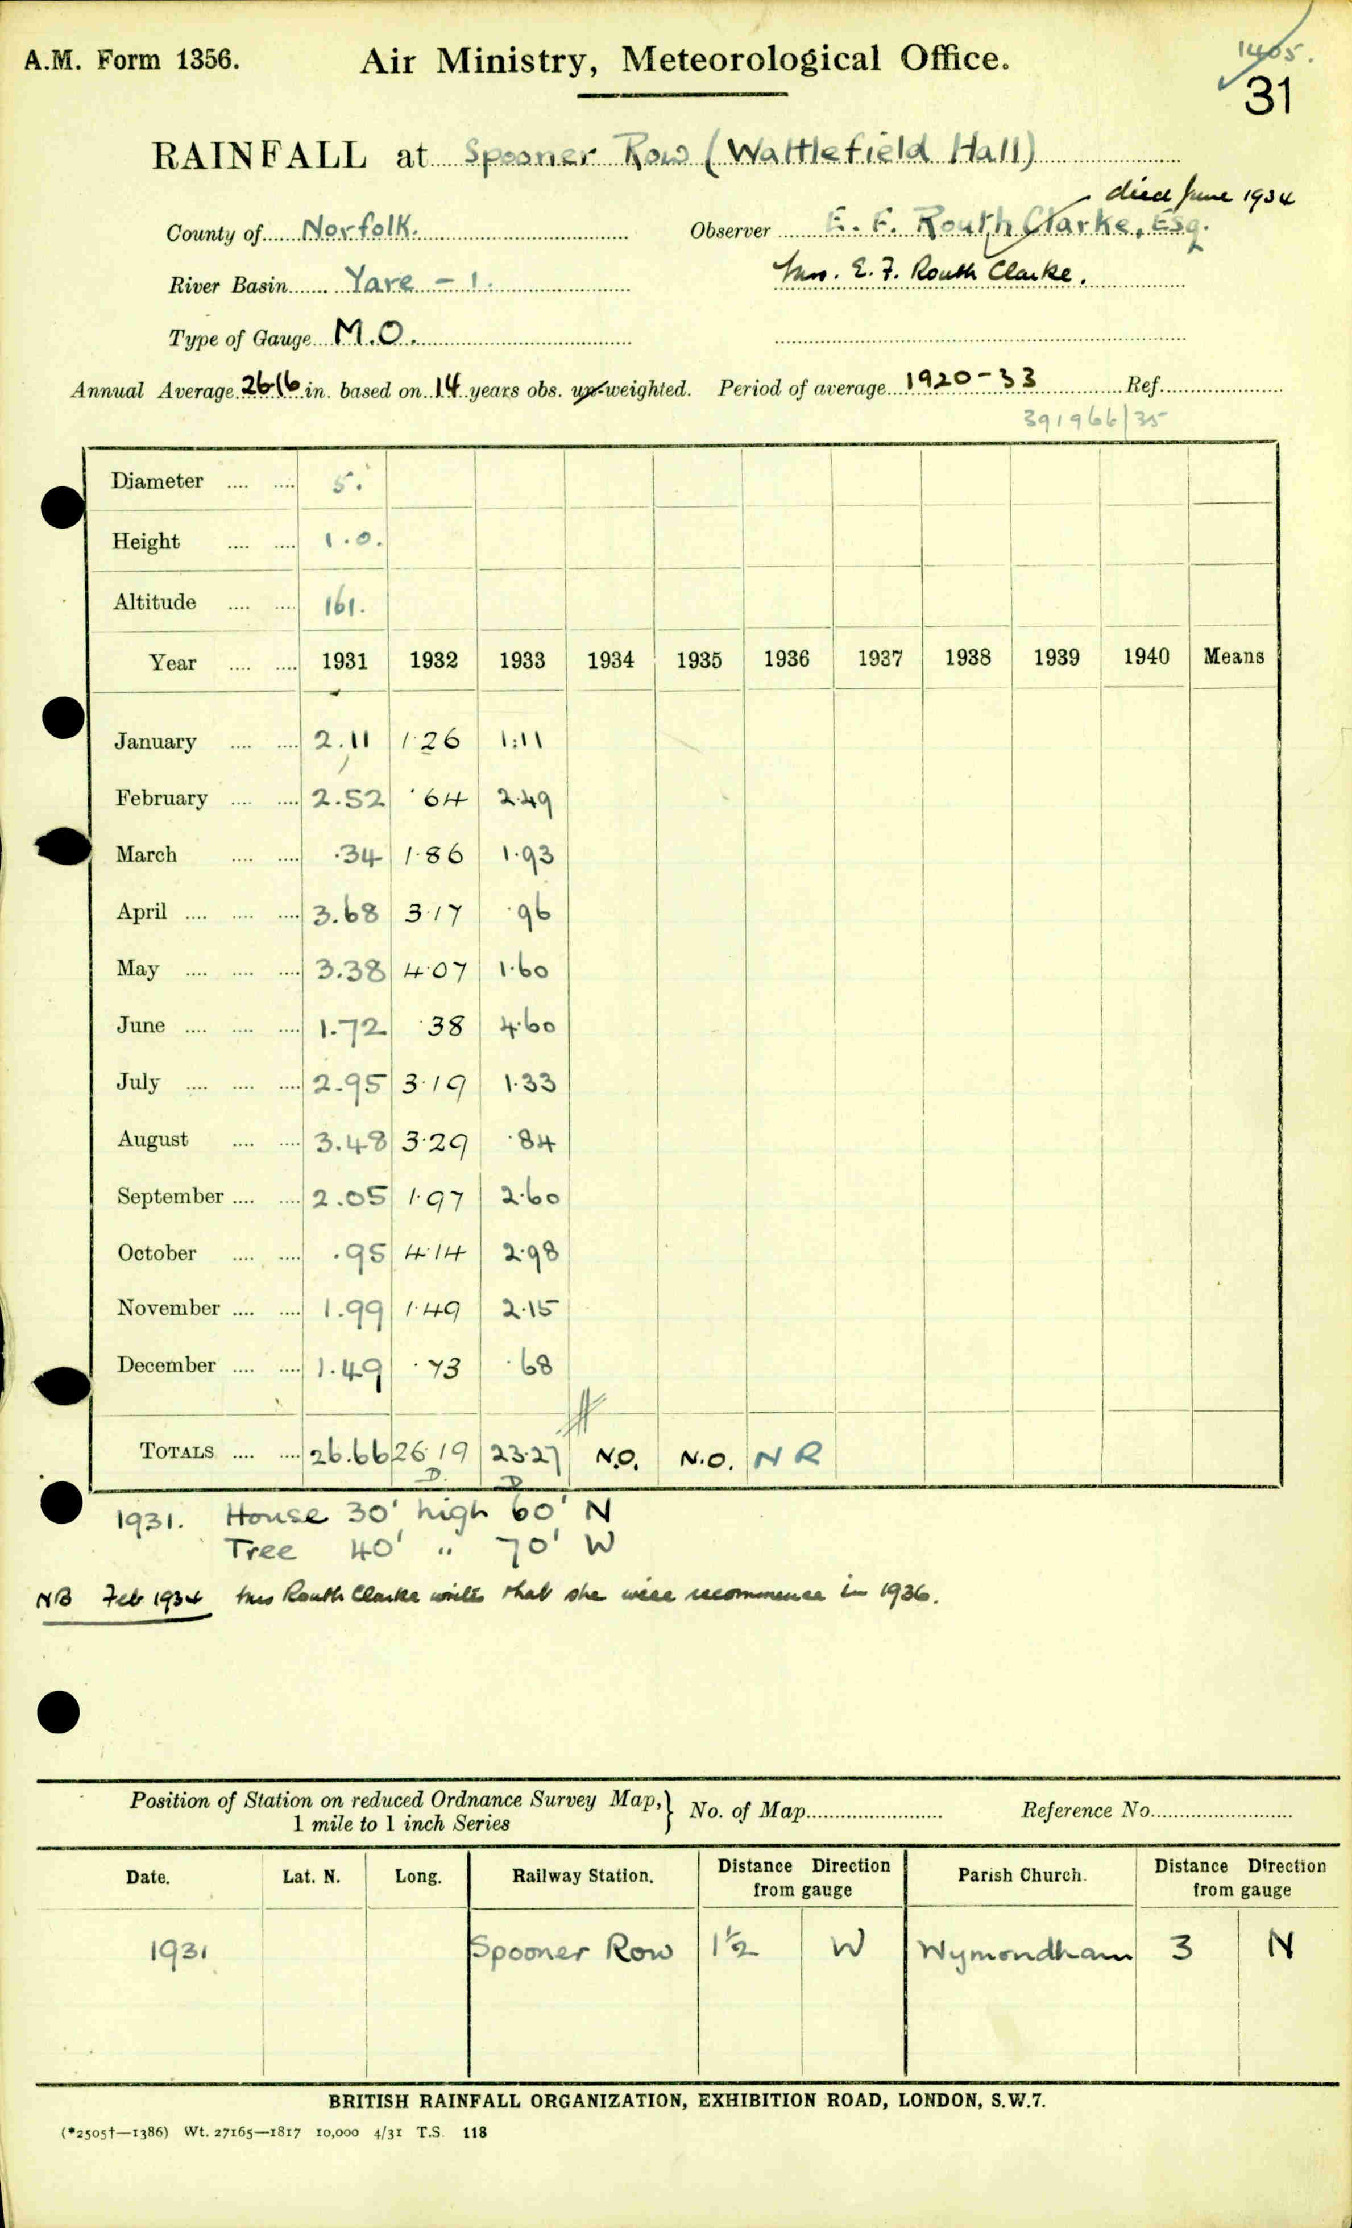 1405.
A.M. Form 1356. Air Ministry, Meteorological Office.
31
RAINFALL at Spooner Row (Wattlefield Hall)
died June 1934
County of Norfolk. Observer E. F. Routh Clarke, Esq.
River Basin Yare - 1. Mrs. E. F. Routh Clarke.
Type of Gauge M.O.
Annual Average 26.16 in. based on 14 years obs. un-weighted. Period of average 1920-33 Ref.
391966/35
Diameter 5.
Height 1.0.
Altitude 161.
Year 1931 1932 1933 1934 1935 1936 1937 1938 1939 1940 Means
January 2.11 1.26 1.11
February 2.52 .64 2.49
March .34 1.86 1.93
April 3.68 3.17 .96
May 3.38 4.07 1.60
June 1.72 .38 4.60
July 2.95 3.19 1.33
August 3.48 3.29 .84
September 2.05 1.97 2.60
October .95 4.14 2.98
November 1.99 1.49 2.15
December 1.49 .73 .68
TOTALS 26.66 26.19 23.27 N.O. N.O. N R
D. D
1931. House 30' high 60' N
Tree 40' " 70' W
NB Feb 1934 Mrs Routh Clarke writes that she will recommence in 1936.
Position of Station on reduced Ordnance Survey Map, } No. of Map Reference No.
1 mile to 1 inch Series
Date. Lat. N. Long. Railway Station. Distance Direction from gauge Parish Church. Distance Direction from gauge
1931 Spooner Row 1½ W Wymondham 3 N
BRITISH RAINFALL ORGANIZATION, EXHIBITION ROAD, LONDON, S.W.7.
(*2505†—1386) Wt. 27165—1817 10,000 4/31 T.S. 118